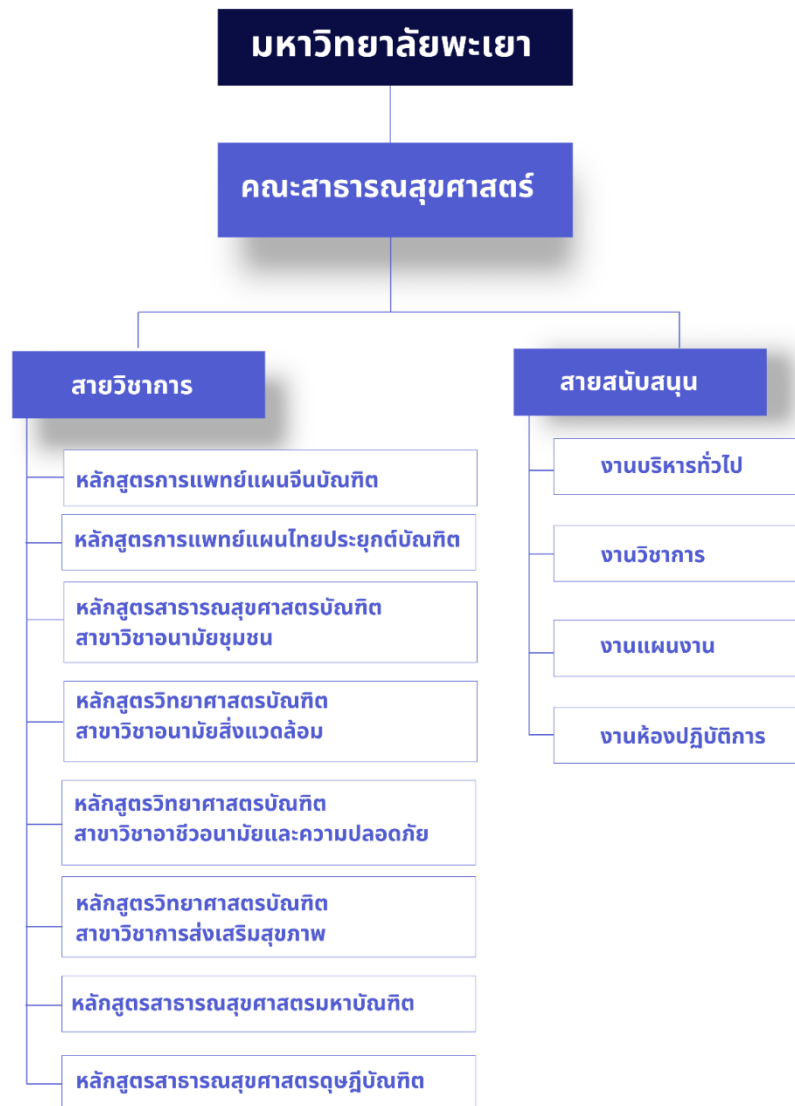 มหาวิทยาลัยพะเยา
คณะสาธารณสุขศาสตร์
สายวิชาการ
หลักสูตรการแพทย์แผนจีนบัณฑิต
หลักสูตรการแพทย์แผนไทยประยุกต์บัณฑิต
หลักสูตรสาธารณสุขศาสตรบัณฑิต
สาขาวิชาอนามัยชุมชน
หลักสูตรวิทยาศาสตรบัณฑิต
สาขาวิชาอนามัยสิ่งแวดล้อม
หลักสูตรวิทยาศาสตรบัณฑิต
สาขาวิชาอาชีวอนามัยและความปลอดภัย
หลักสูตรวิทยาศาสตรบัณฑิต
สาขาวิชาการส่งเสริมสุขภาพ
หลักสูตรสาธารณสุขศาสตรมหาบัณฑิต
หลักสูตรสาธารณสุขศาสตรดุษฎีบัณฑิต
สายสนับสนุน
งานบริหารทั่วไป
งานวิชาการ
งานแผนงาน
งานห้องปฏิบัติการ